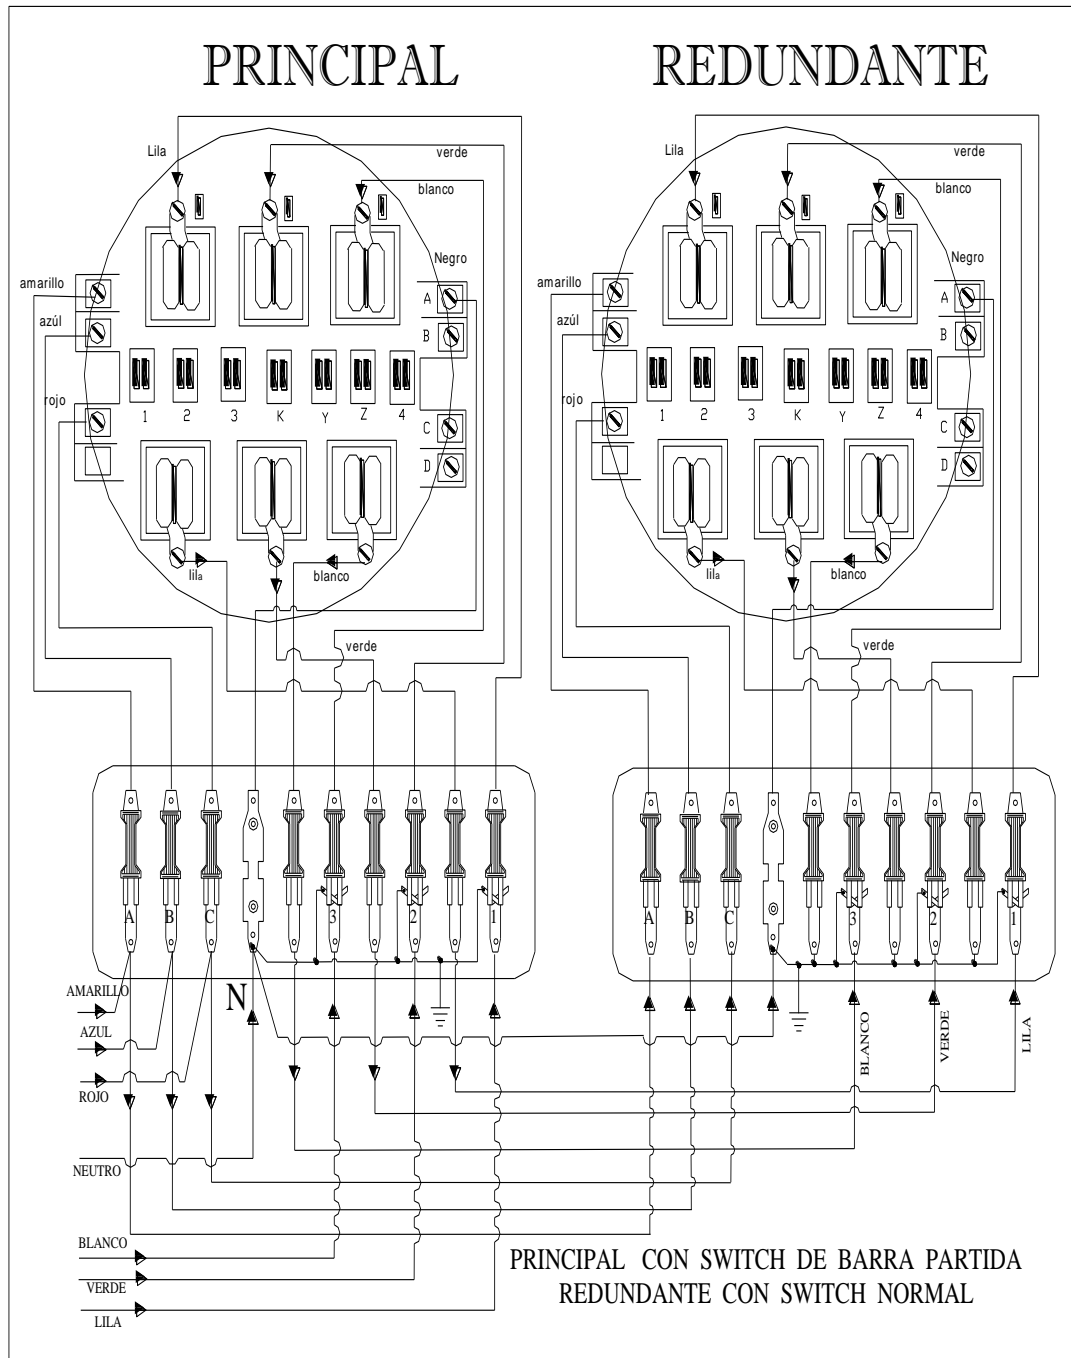 PRINCIPAL
REDUNDANTE
Lila
verde
blanco
Negro
amarillo
A
azúl
B
1 2 3 K Y Z 4
rojo
C
D
lila
blanco
verde
Lila
verde
blanco
Negro
amarillo
A
azúl
B
1 2 3 K Y Z 4
rojo
C
D
lila
blanco
verde
A B C 3 2 1
A B C 3 2 1
N
AMARILLO
AZUL
ROJO
NEUTRO
BLANCO
VERDE
LILA
BLANCO
VERDE
LILA
PRINCIPAL CON SWITCH DE BARRA PARTIDA
REDUNDANTE CON SWITCH NORMAL